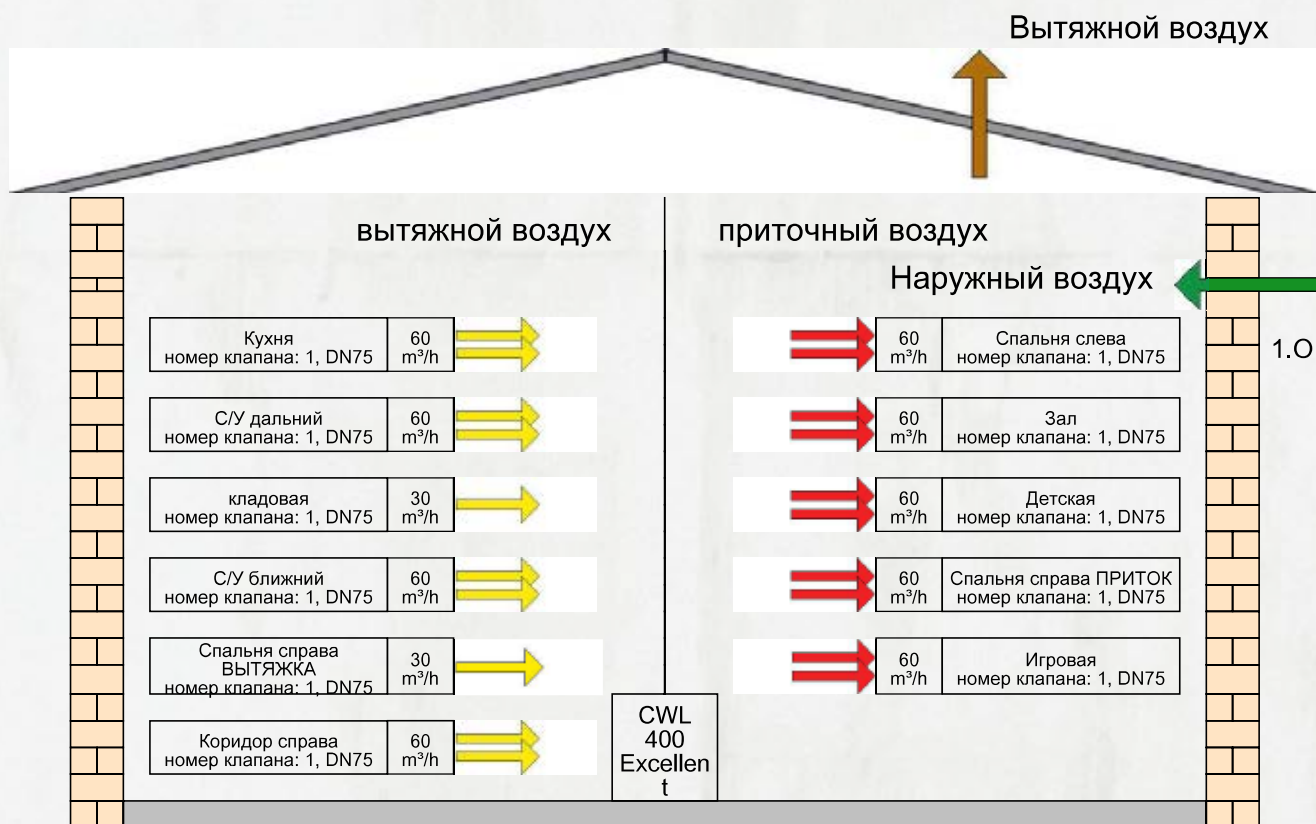 Вытяжной воздух
вытяжной воздух
приточный воздух
Наружный воздух
1.О
Кухня
номер клапана: 1, DN75
60
m³/h
С/У дальний
номер клапана: 1, DN75
60
m³/h
кладовая
номер клапана: 1, DN75
30
m³/h
С/У ближний
номер клапана: 1, DN75
60
m³/h
Спальня справа
ВЫТЯЖКА
номер клапана: 1, DN75
30
m³/h
Коридор справа
номер клапана: 1, DN75
60
m³/h
60
m³/h
Спальня слева
номер клапана: 1, DN75
60
m³/h
Зал
номер клапана: 1, DN75
60
m³/h
Детская
номер клапана: 1, DN75
60
m³/h
Спальня справа ПРИТОК
номер клапана: 1, DN75
60
m³/h
Игровая
номер клапана: 1, DN75
CWL
400
Excellen
t